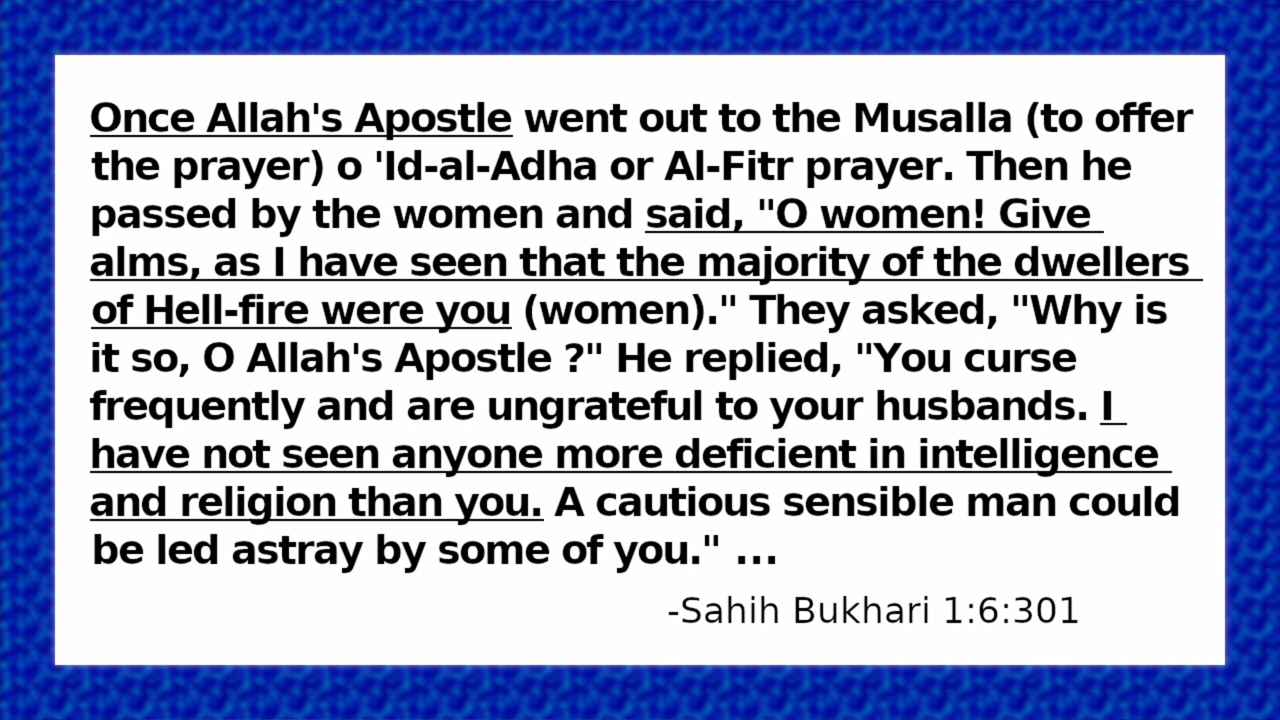 Once Allah's Apostle went out to the Musalla (to offer
the prayer) o 'Id-al-Adha or Al-Fitr prayer. Then he
passed by the women and said, "O women! Give
alms, as I have seen that the majority of the dwellers
of Hell-fire were you (women)." They asked, "Why is
it so, O Allah's Apostle ?" He replied, "You curse
frequently and are ungrateful to your husbands. I
have not seen anyone more deficient in intelligence
and religion than you. A cautious sensible man could
be led astray by some of you." ...
-Sahih Bukhari 1:6:301